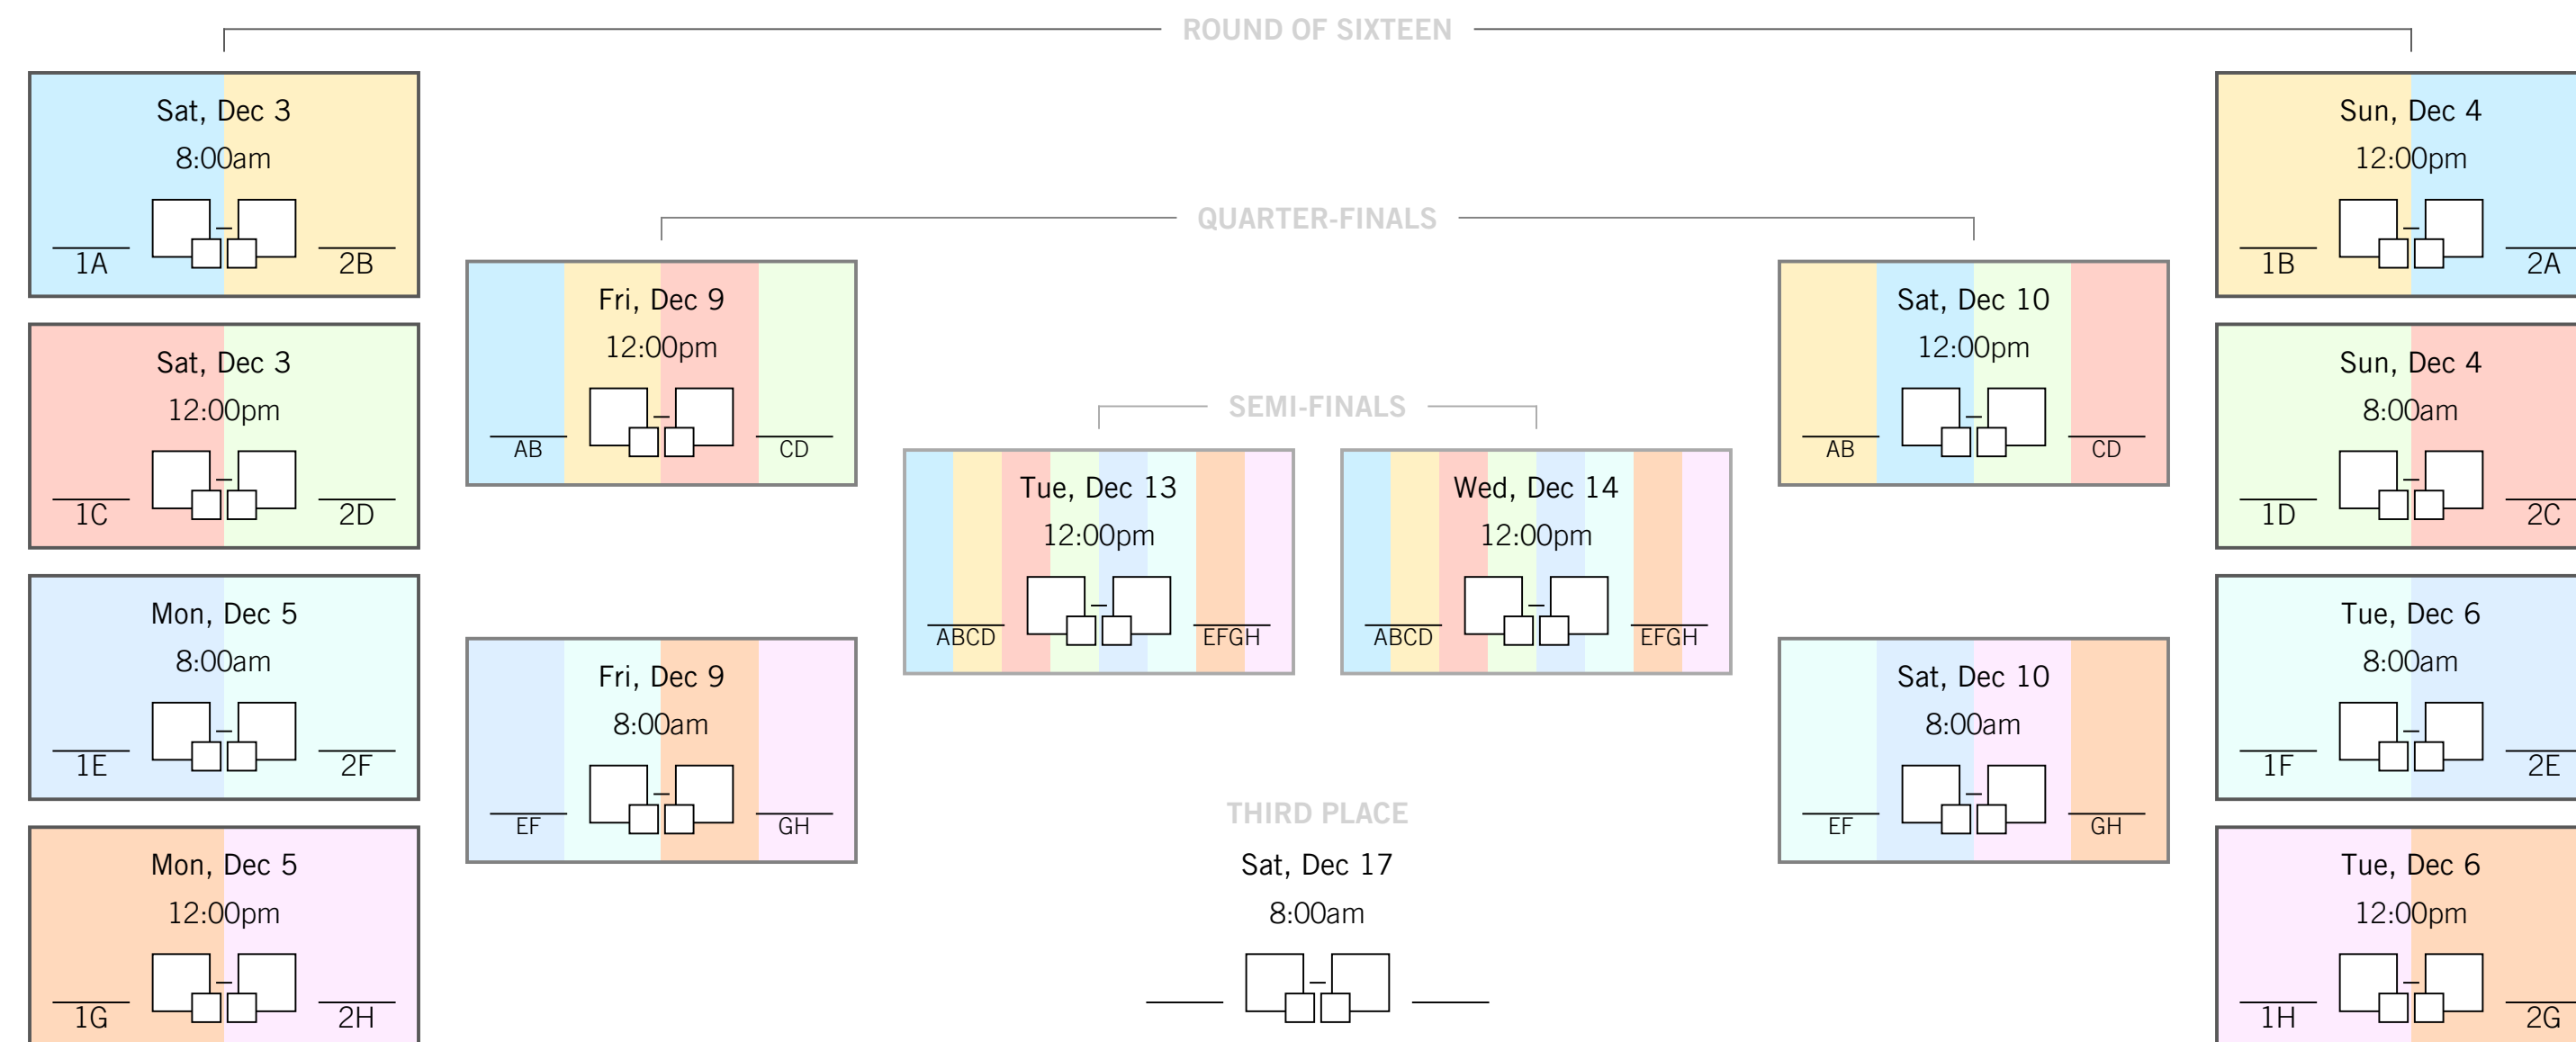 ROUND OF SIXTEEN
Sat, Dec 3
8:00am
1A – 2B
Sat, Dec 3
12:00pm
1C – 2D
Mon, Dec 5
8:00am
1E – 2F
Mon, Dec 5
12:00pm
1G – 2H
QUARTER-FINALS
Fri, Dec 9
12:00pm
AB – CD
Fri, Dec 9
8:00am
EF – GH
SEMI-FINALS
Tue, Dec 13
12:00pm
ABCD – EFGH
Wed, Dec 14
12:00pm
ABCD – EFGH
THIRD PLACE
Sat, Dec 17
8:00am
–
Sat, Dec 10
12:00pm
AB – CD
Sat, Dec 10
8:00am
EF – GH
Sun, Dec 4
12:00pm
1B – 2A
Sun, Dec 4
8:00am
1D – 2C
Tue, Dec 6
8:00am
1F – 2E
Tue, Dec 6
12:00pm
1H – 2G